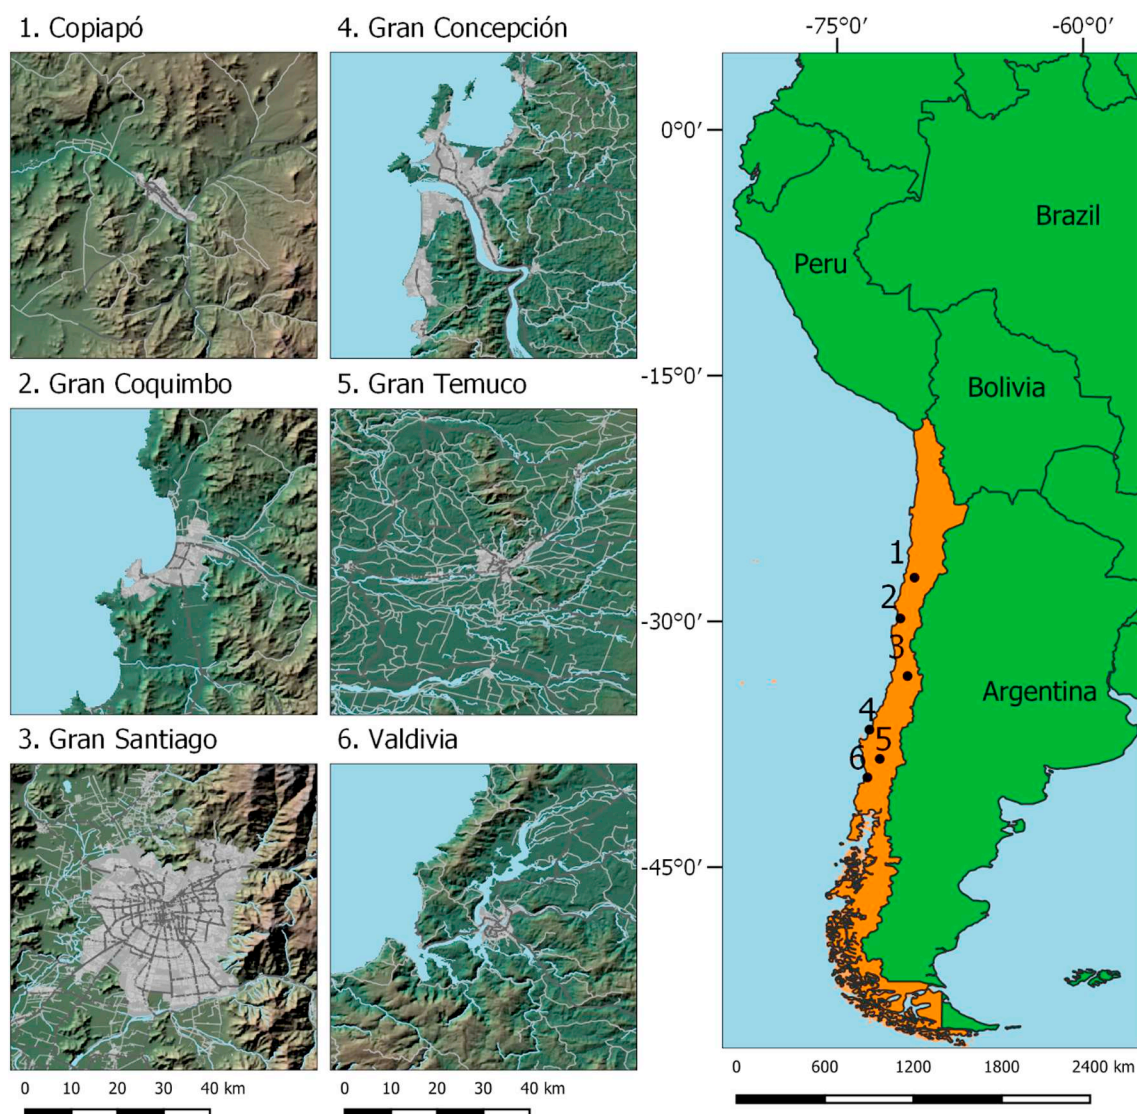 1. Copiapó
4. Gran Concepción
2. Gran Coquimbo
5. Gran Temuco
3. Gran Santiago
6. Valdivia
0 10 20 30 40 km
0 10 20 30 40 km
-75°0' -60°0'
0°0'
-15°0'
-30°0'
-45°0'
Brazil
Peru
Bolivia
Argentina
1
2
3
4
5
6
0 600 1200 1800 2400 km